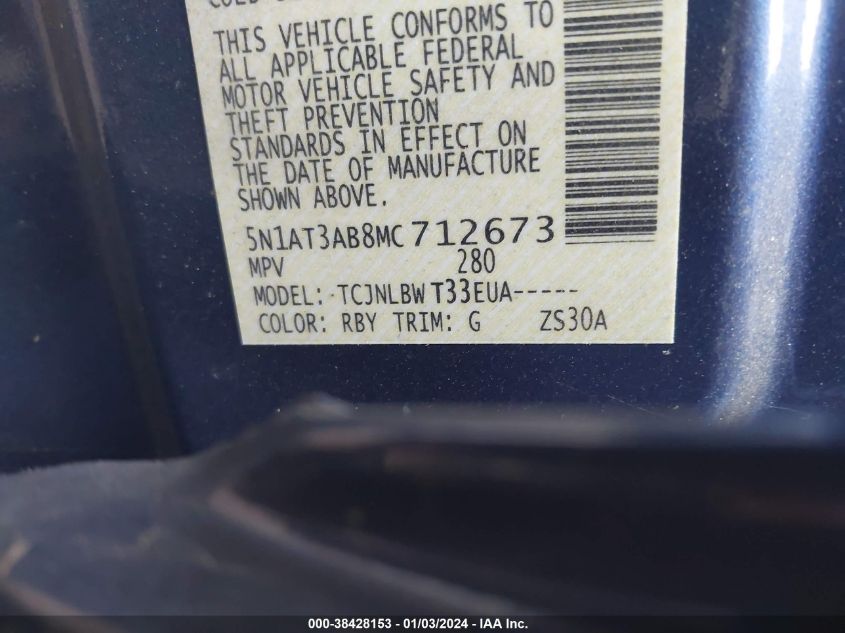 THIS VEHICLE CONFORMS TO
ALL APPLICABLE FEDERAL
MOTOR VEHICLE SAFETY AND
THEFT PREVENTION
STANDARDS IN EFFECT ON
THE DATE OF MANUFACTURE
SHOWN ABOVE.
5N1AT3AB8MC 712673
MPV 280
MODEL: TCJNLBW T33EUA-----
COLOR: RBY TRIM: G ZS30A
000-38428153 - 01/03/2024 - IAA Inc.